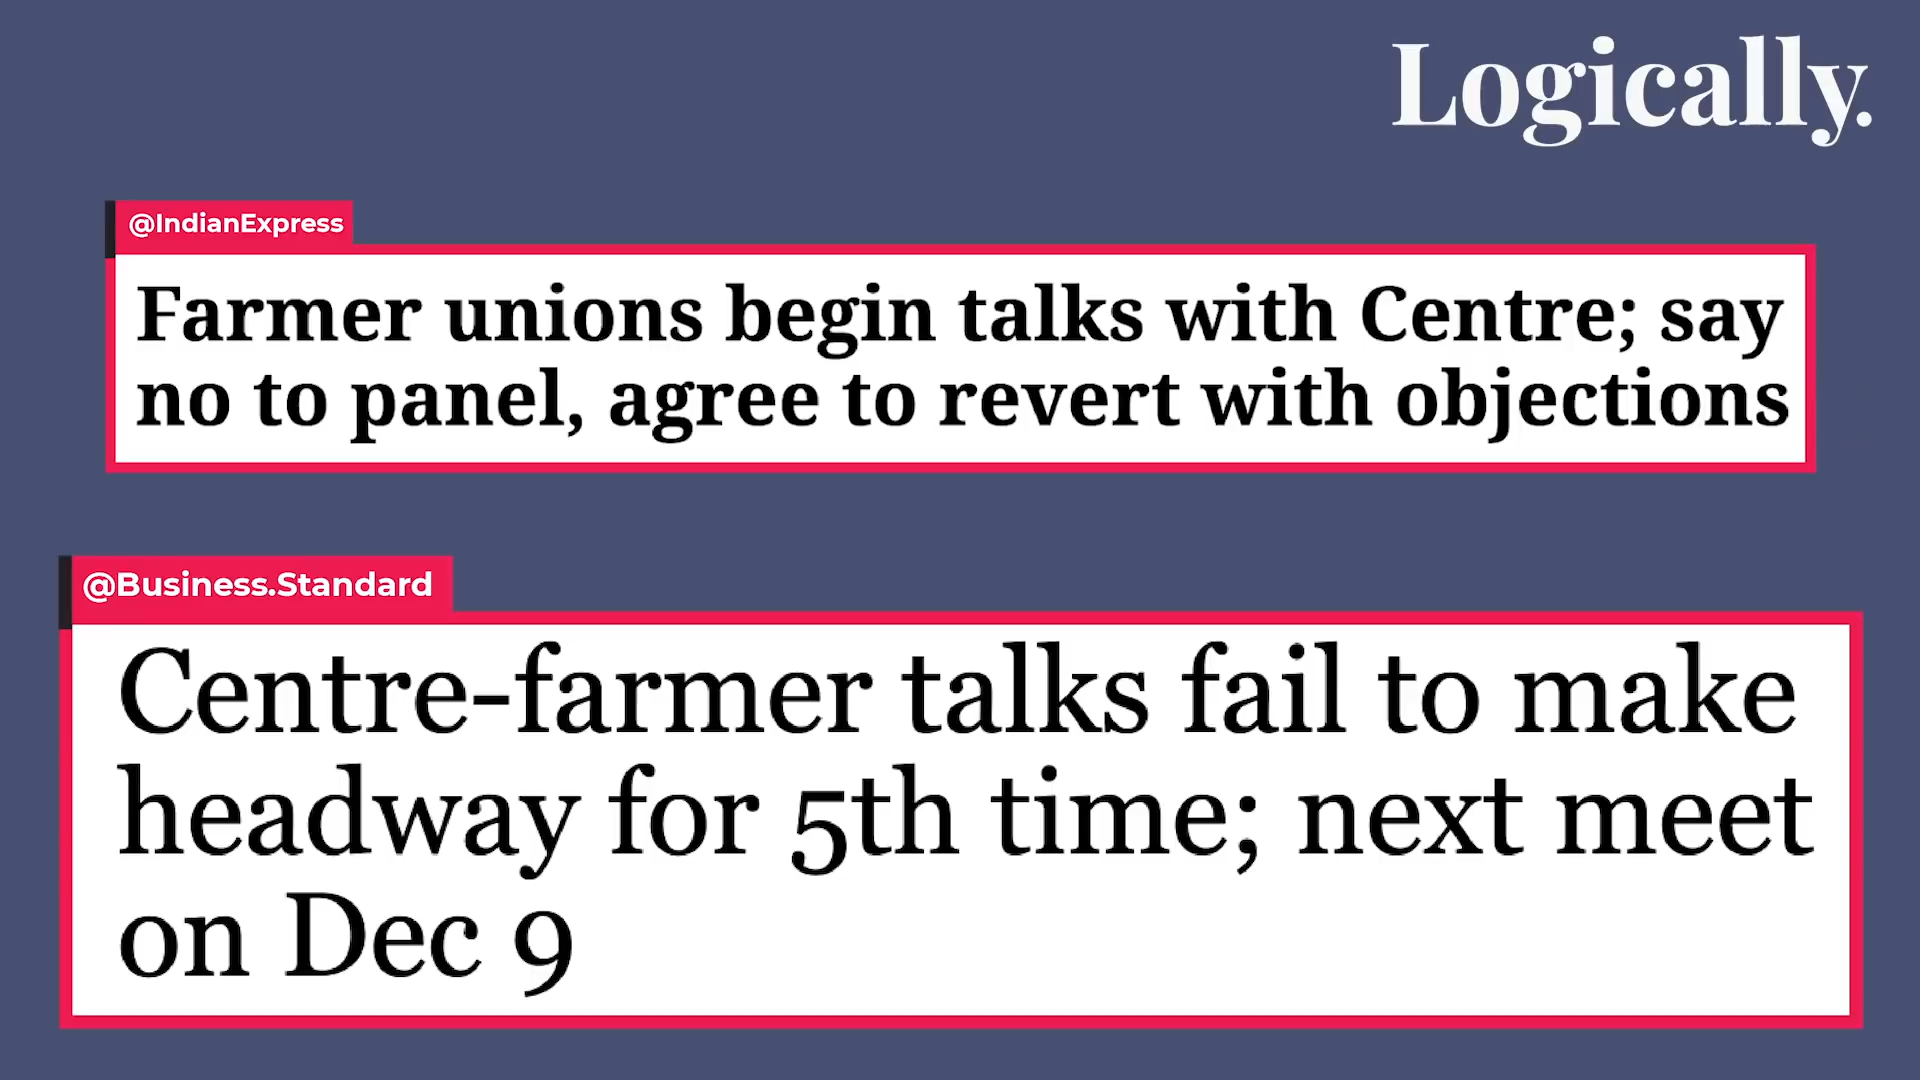 Logically.
@IndianExpress
Farmer unions begin talks with Centre; say
no to panel, agree to revert with objections
@Business.Standard
Centre-farmer talks fail to make
headway for 5th time; next meet
on Dec 9